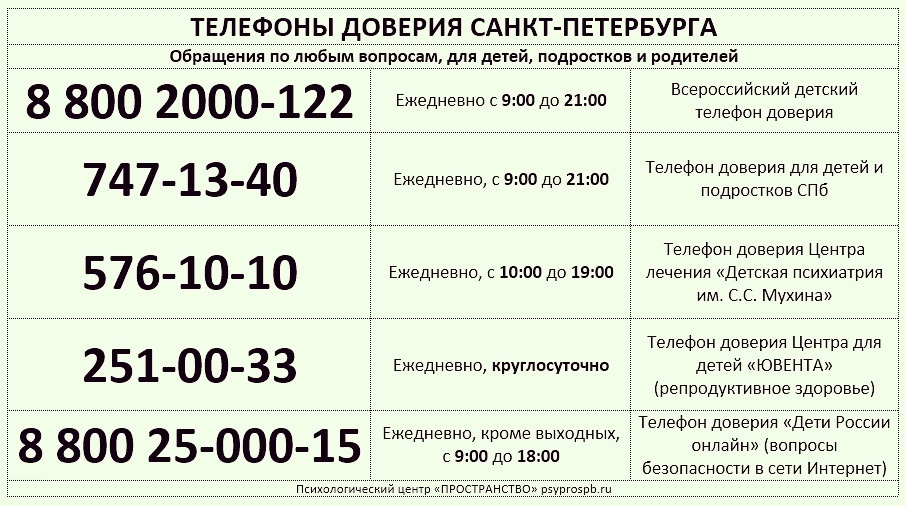 ТЕЛЕФОНЫ ДОВЕРИЯ САНКТ-ПЕТЕРБУРГА
Обращения по любым вопросам, для детей, подростков и родителей
8 800 2000-122
Ежедневно с 9:00 до 21:00
Всероссийский детский
телефон доверия
747-13-40
Ежедневно, с 9:00 до 21:00
Телефон доверия для детей и
подростков СПб
576-10-10
Ежедневно, с 10:00 до 19:00
Телефон доверия Центра
лечения «Детская психиатрия
им. С.С. Мухина»
251-00-33
Ежедневно, круглосуточно
Телефон доверия Центра для
детей «ЮВЕНТА»
(репродуктивное здоровье)
8 800 25-000-15
Ежедневно, кроме выходных,
с 9:00 до 18:00
Телефон доверия «Дети России
онлайн» (вопросы
безопасности в сети Интернет)
Психологический центр «ПРОСТРАНСТВО» psyprospb.ru